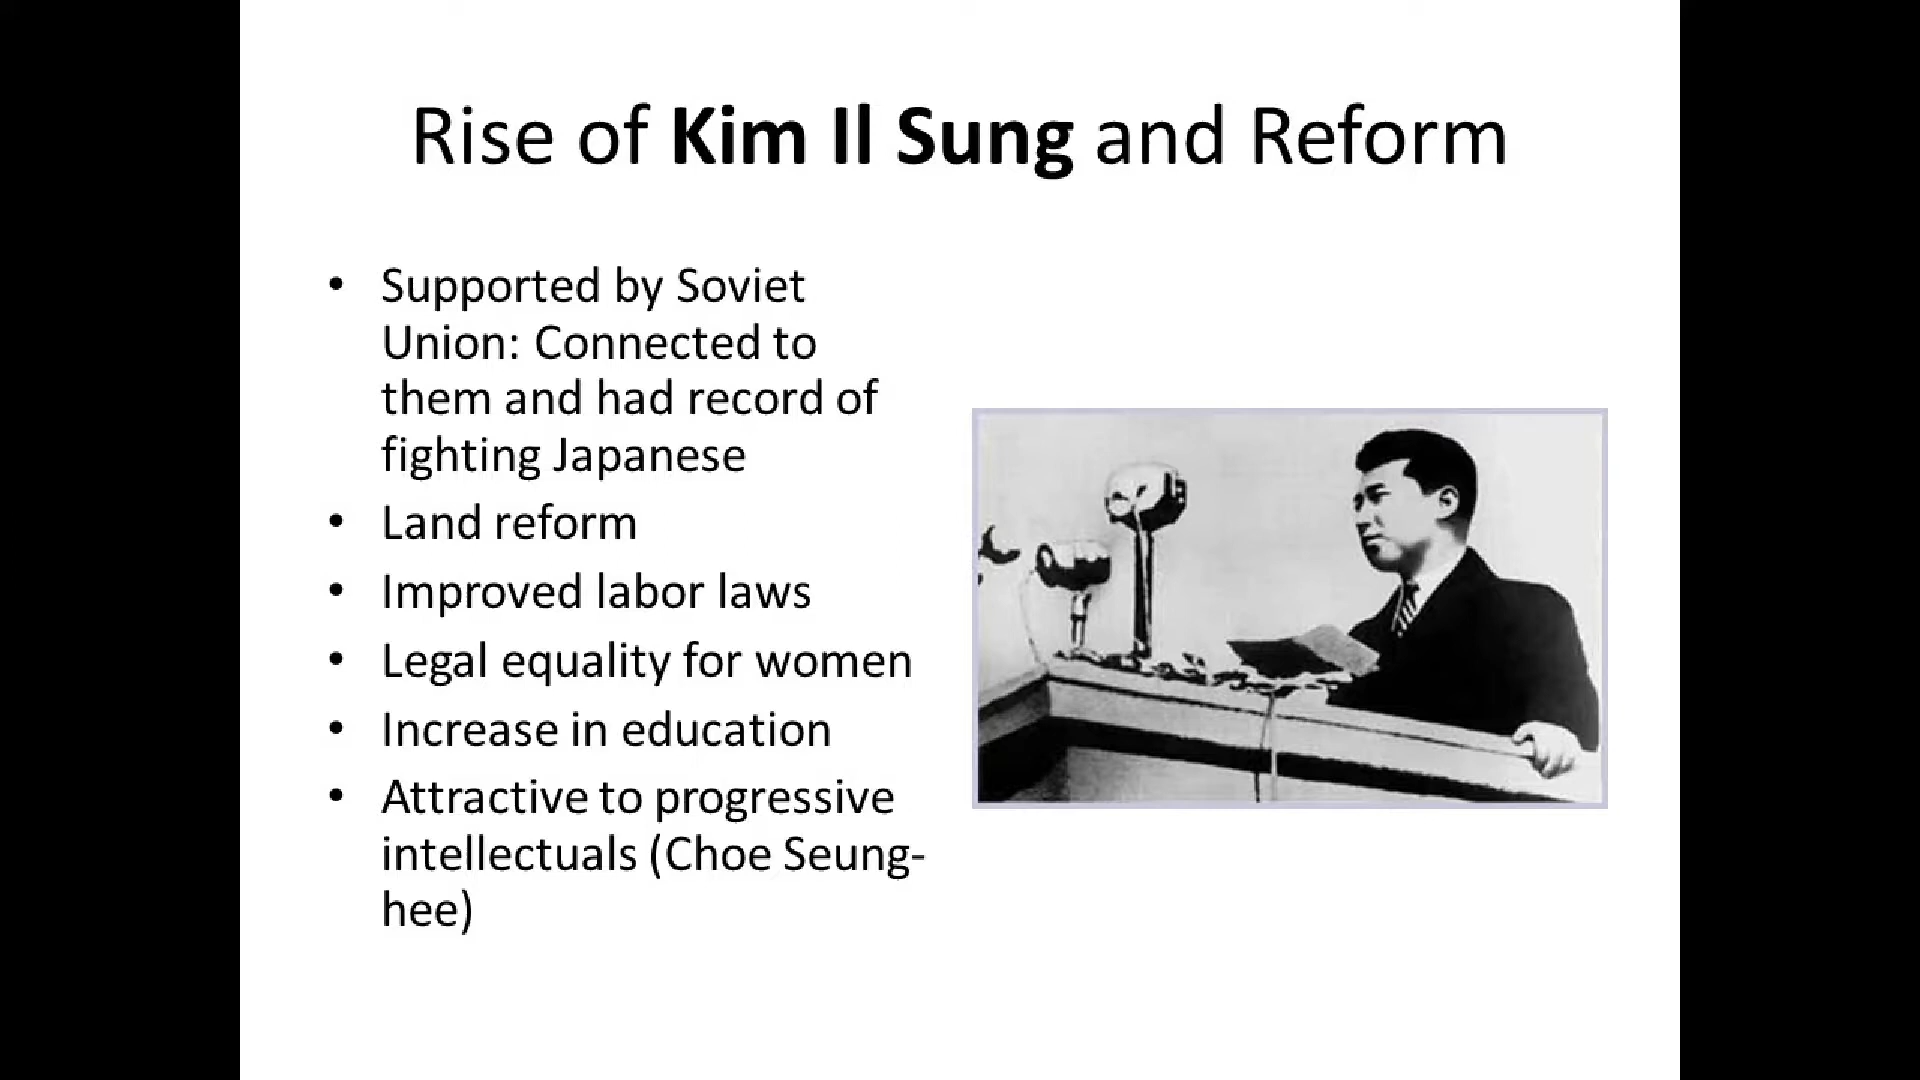 Rise of Kim Il Sung and Reform
• Supported by Soviet
Union: Connected to
them and had record of
fighting Japanese
• Land reform
• Improved labor laws
• Legal equality for women
• Increase in education
• Attractive to progressive
intellectuals (Choe Seung-
hee)